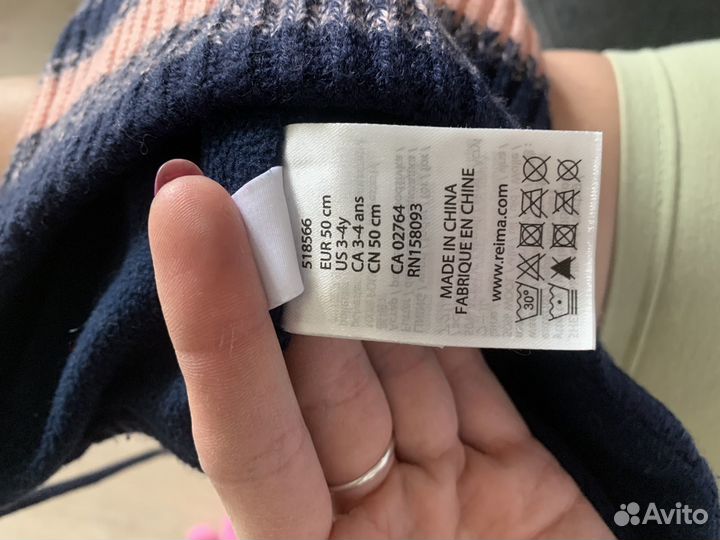 518566
EUR 50 cm
US 3-4y
CA 3-4 ans
CN 50 cm
CA 02764
RN158093
MADE IN CHINA
FABRIQUE EN CHINE
www.reima.com
30°
Avito